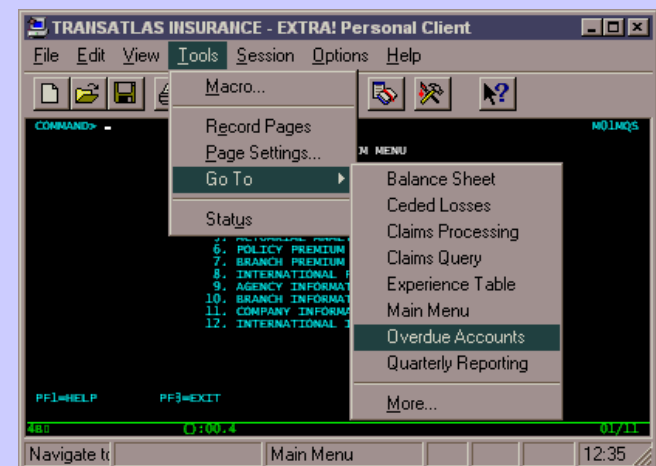 TRANSATLAS INSURANCE - EXTRA! Personal Client
File Edit View Tools Session Options Help
Macro...
Record Pages
Page Settings...
Go To
Status
COMMAND> _
M01MQS
M MENU
Balance Sheet
Ceded Losses
Claims Processing
Claims Query
Experience Table
Main Menu
Overdue Accounts
Quarterly Reporting
More...
6. POLICY PREMIUM
7. BRANCH PREMIUM
8. INTERNATIONAL
9. AGENCY INFORMAT
10. BRANCH INFORMAT
11. COMPANY INFORMA
12. INTERNATIONAL
PF1=HELP PF3=EXIT
():00.4 01/11
Navigate to Main Menu 12:35